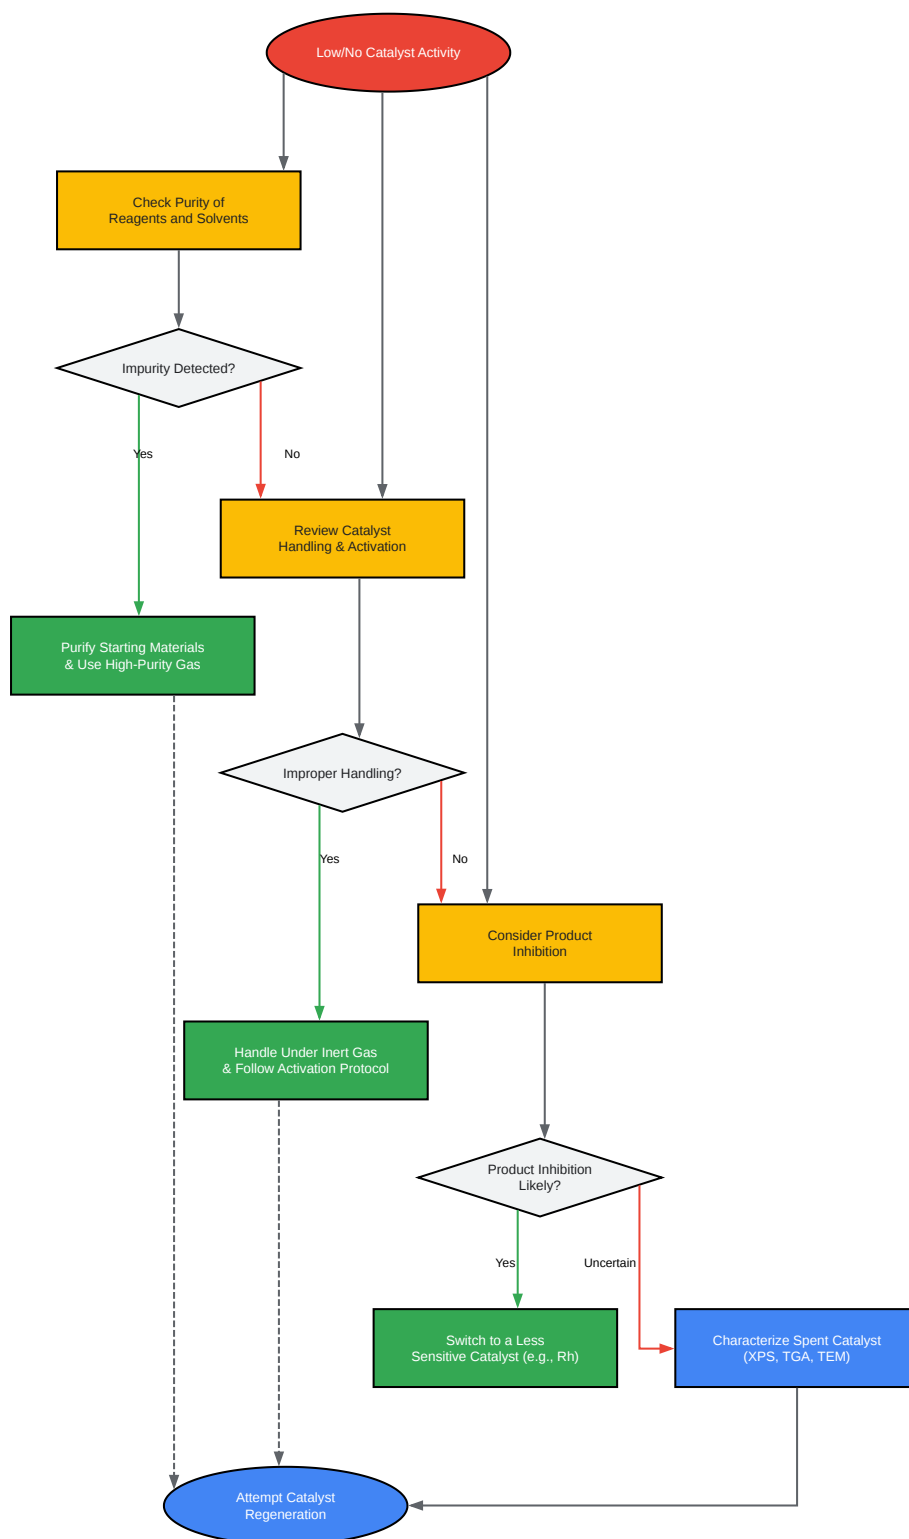 Low/No Catalyst Activity
Check Purity of
Reagents and Solvents
Impurity Detected?
Yes
No
Review Catalyst
Handling & Activation
Purify Starting Materials
& Use High-Purity Gas
Improper Handling?
Yes
No
Consider Product
Inhibition
Handle Under Inert Gas
& Follow Activation Protocol
Product Inhibition
Likely?
Yes
Uncertain
Switch to a Less
Sensitive Catalyst (e.g., Rh)
Characterize Spent Catalyst
(XPS, TGA, TEM)
Attempt Catalyst
Regeneration